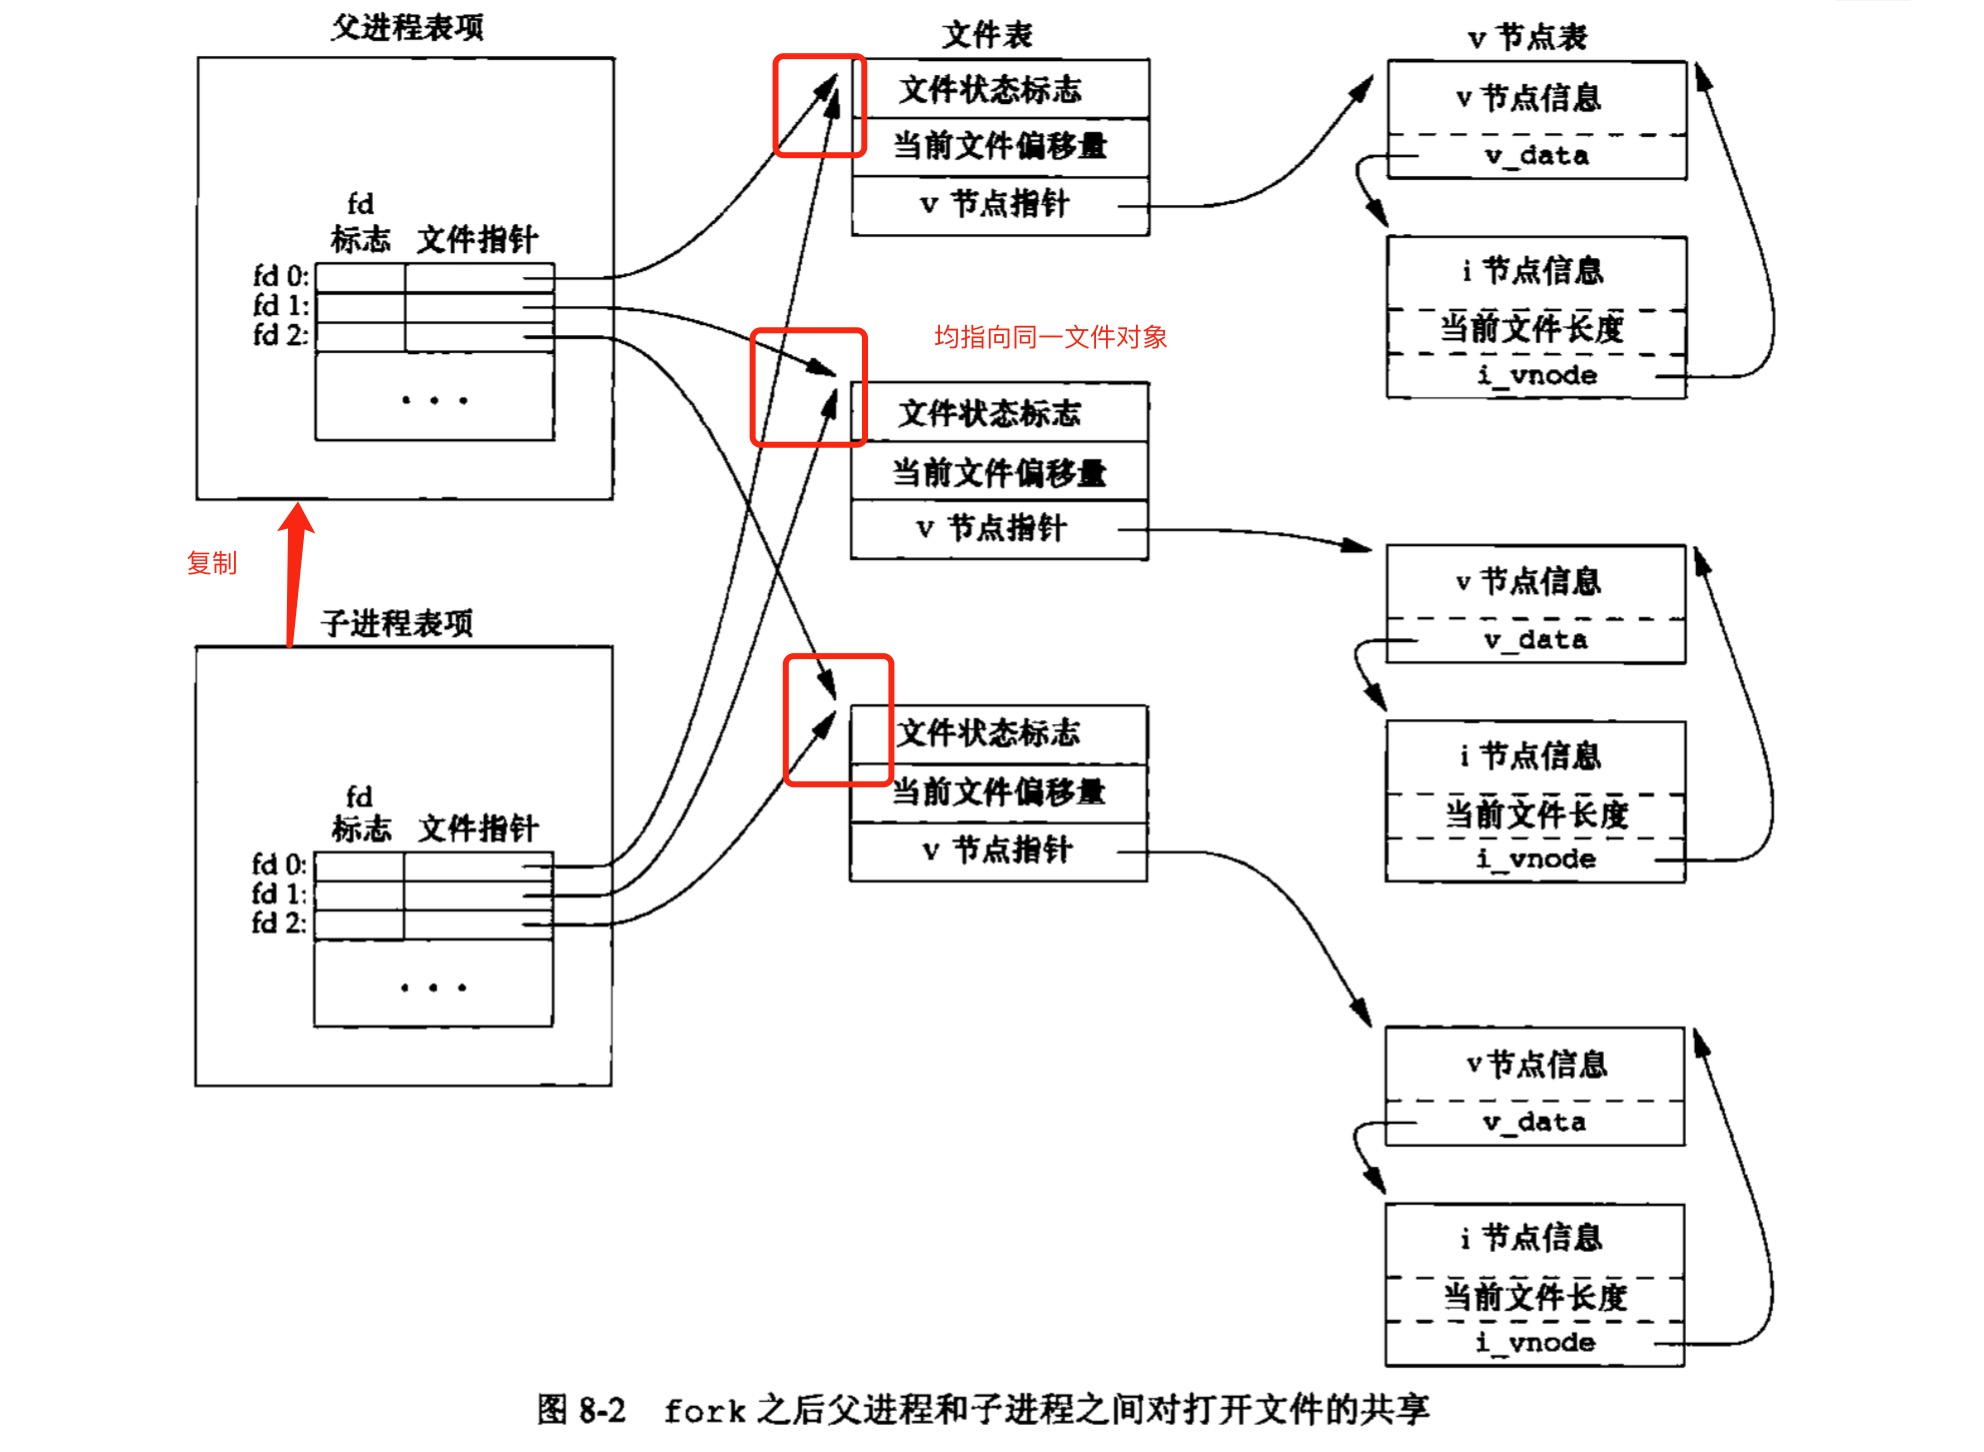 父进程表项
fd
标志 文件指针
fd 0:
fd 1:
fd 2:
• • •
复制
子进程表项
fd
标志 文件指针
fd 0:
fd 1:
fd 2:
• • •
文件表
文件状态标志
当前文件偏移量
v 节点指针
均指向同一文件对象
文件状态标志
当前文件偏移量
v 节点指针
文件状态标志
当前文件偏移量
v 节点指针
v 节点表
v 节点信息
v_data
i 节点信息
当前文件长度
i_vnode
v 节点信息
v_data
i 节点信息
当前文件长度
i_vnode
v 节点信息
v_data
i 节点信息
当前文件长度
i_vnode
图 8-2 fork 之后父进程和子进程之间对打开文件的共享